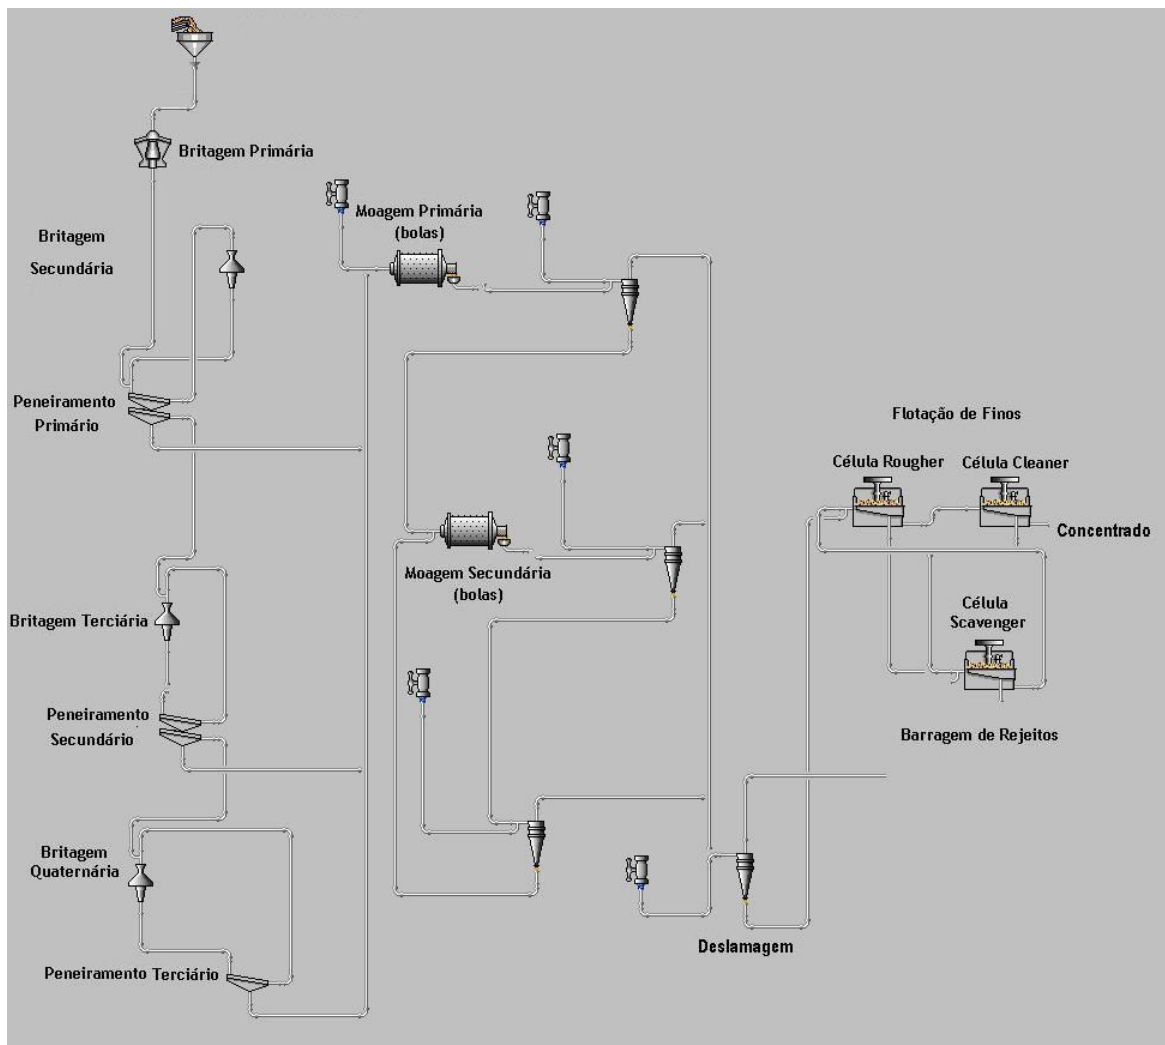 Britagem Primária
Britagem
Secundária
Peneiramento
Primário
Britagem Terciária
Peneiramento
Secundário
Britagem
Quaternária
Peneiramento Terciário
Moagem Primária
(bolas)
Moagem Secundária
(bolas)
Deslamagem
Flotação de Finos
Célula Rougher
Célula Cleaner
Concentrado
Célula
Scavenger
Barragem de Rejeitos